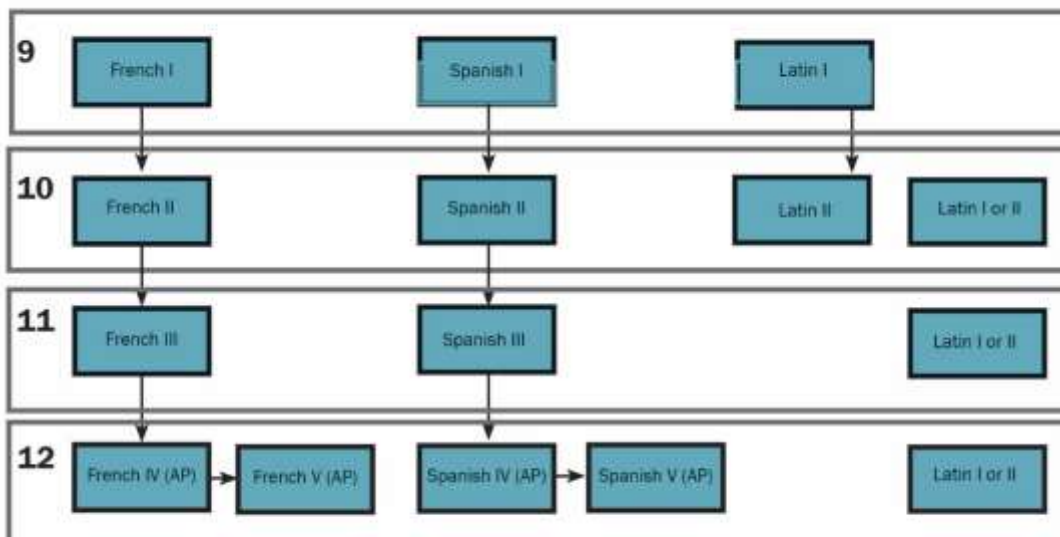 9
French I
Spanish I
Latin I
10
French II
Spanish II
Latin II
Latin I or II
11
French III
Spanish III
Latin I or II
12
French IV (AP)
French V (AP)
Spanish IV (AP)
Spanish V (AP)
Latin I or II